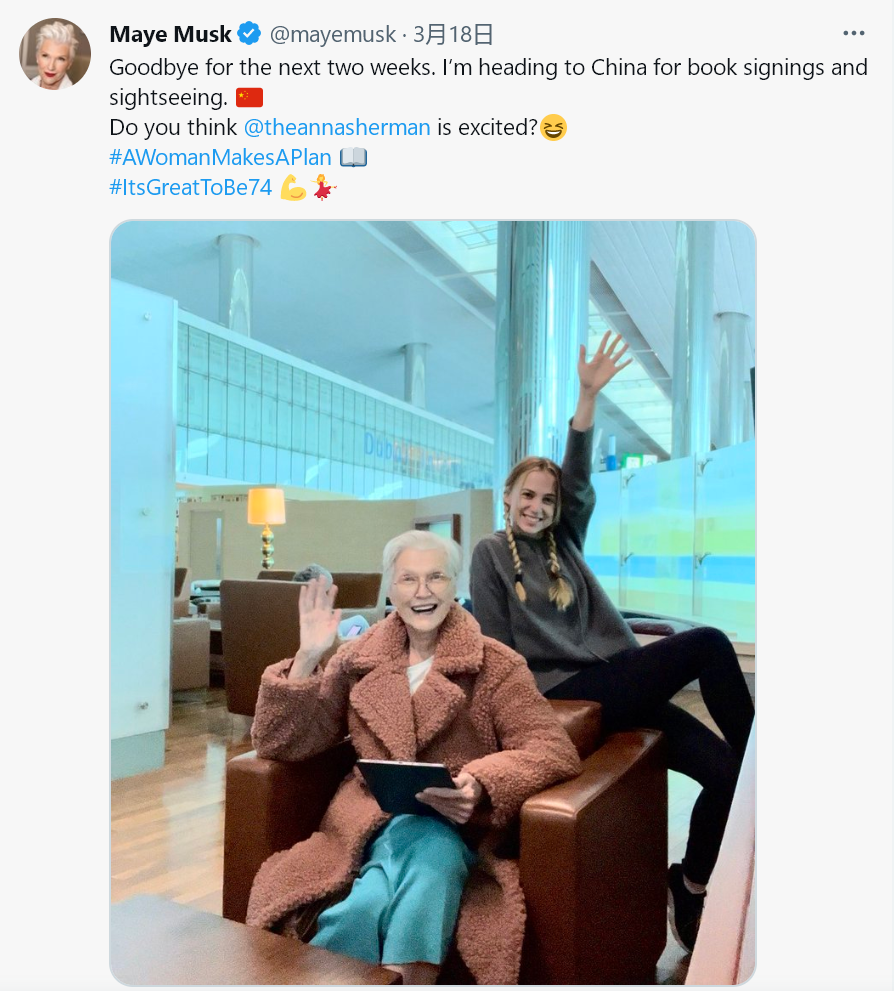 Maye Musk @mayemusk · 3月18日
Goodbye for the next two weeks. I'm heading to China for book signings and
sightseeing. 🇨🇳
Do you think @theannasherman is excited?😆
#AWomanMakesAPlan 📖
#ItsGreatToBe74 💪💃